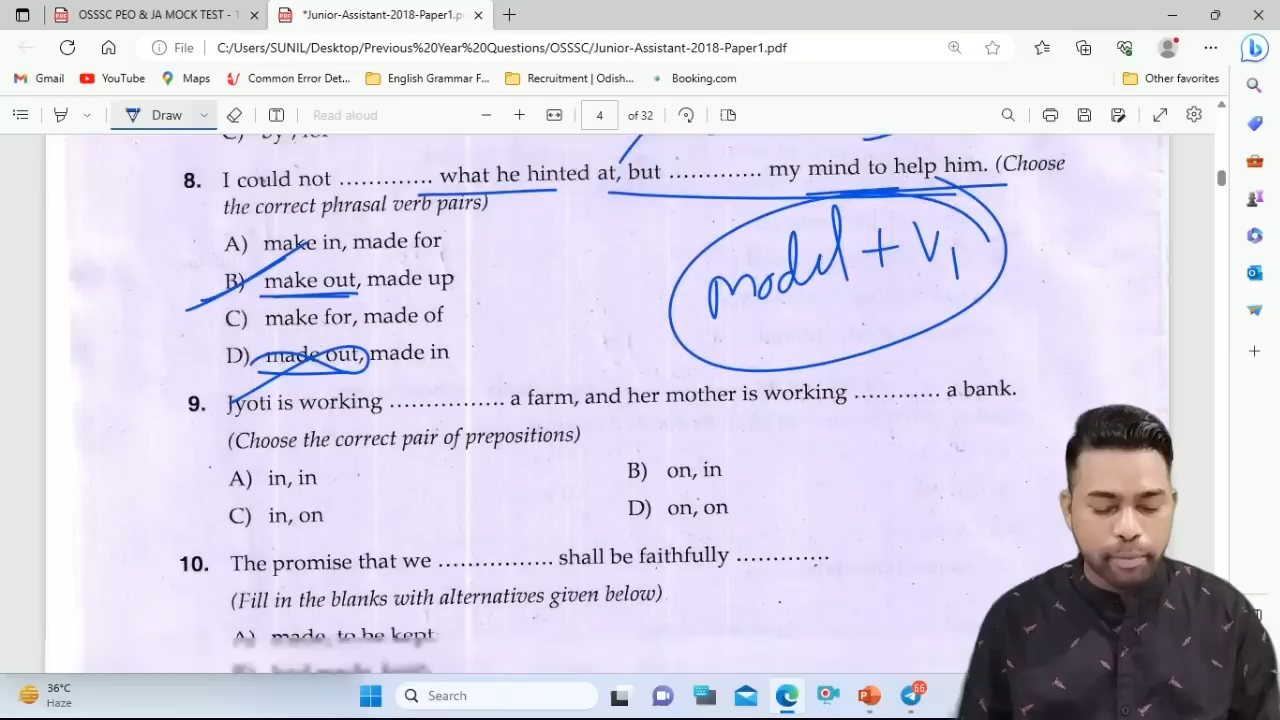 OSSSC PEO & JA MOCK TEST - 1
*Junior-Assistant-2018-Paper1.p
File
C:/Users/SUNIL/Desktop/Previous%20Year%20Questions/OSSSC/Junior-Assistant-2018-Paper1.pdf
Gmail
YouTube
Maps
Common Error Det...
English Grammar F...
Recruitment | Odish...
Booking.com
Other favorites
Draw
Read aloud
4
of 32
8. I could not ............. what he hinted at, but ............. my mind to help him. (Choose
the correct phrasal verb pairs)
A) make in, made for
B) make out, made up
C) make for, made of
D) made out, made in
model + V1
9. Jyoti is working ................ a farm, and her mother is working ............ a bank.
(Choose the correct pair of prepositions)
A) in, in
B) on, in
C) in, on
D) on, on
10. The promise that we ................ shall be faithfully .............
(Fill in the blanks with alternatives given below)
A) made, to be kept
36°C
Haze
Search
66